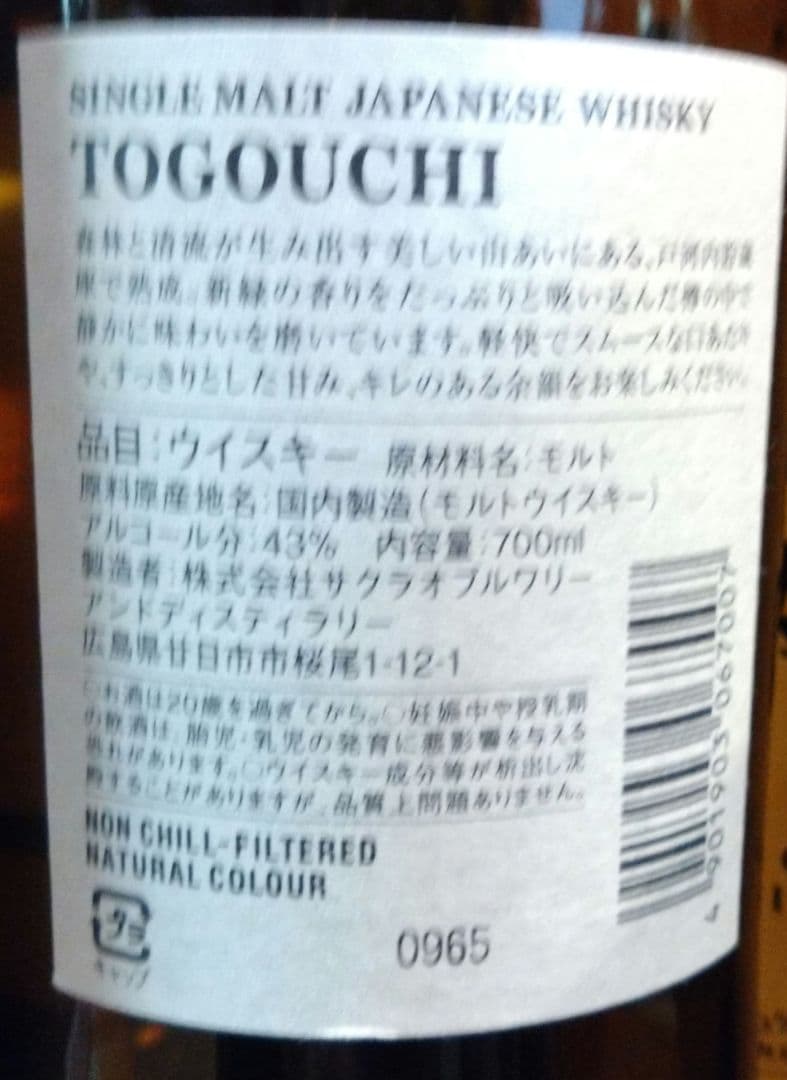 SINGLE MALT JAPANESE WHISKY
TOGOUCHI
森林と清流が生み出す美しい山あいにある、戸河内貯蔵
庫で熟成。新緑の香りをたっぷりと吸い込んだ樽の中で
静かに味わいを磨いています。軽快でスムースな口あたり
や、すっきりとした甘み、キレのある余韻をお楽しみください。
品目:ウイスキー 原材料名:モルト
原料原産地名:国内製造(モルトウイスキー)
アルコール分:43% 内容量:700ml
製造者:株式会社サクラオブルワリー
アンドディスティラリー
広島県廿日市市桜尾1-12-1
○お酒は20歳を過ぎてから。○妊娠中や授乳期
の飲酒は、胎児・乳児の発育に悪影響を与える
恐れがあります。○ウイスキー成分等が析出し沈
殿することがありますが、品質上問題ありません。
NON CHILL-FILTERED
NATURAL COLOUR
キャップ
0965
4 901903 067007